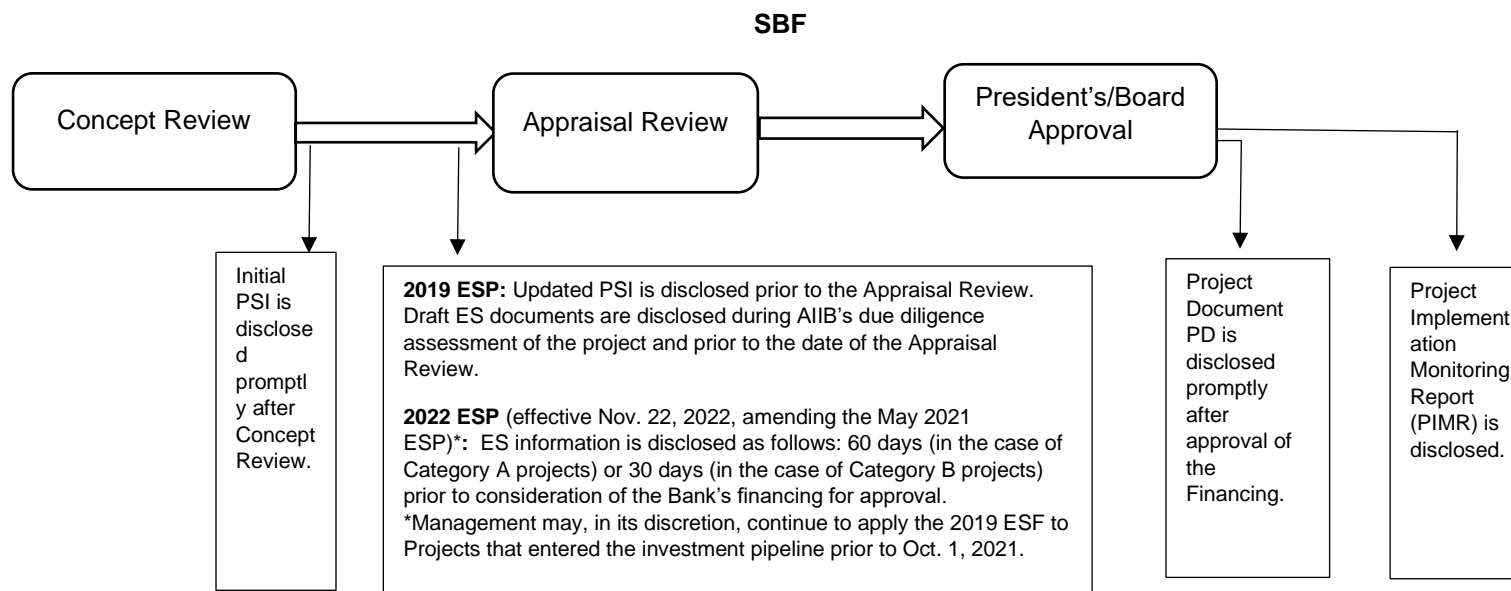 SBF
Concept Review
Appraisal Review
President's/Board
Approval
Initial
PSI is
disclose
d
promptl
y after
Concept
Review.
2019 ESP: Updated PSI is disclosed prior to the Appraisal Review.
Draft ES documents are disclosed during AIIB's due diligence
assessment of the project and prior to the date of the Appraisal
Review.
2022 ESP (effective Nov. 22, 2022, amending the May 2021
ESP)*: ES information is disclosed as follows: 60 days (in the case of
Category A projects) or 30 days (in the case of Category B projects)
prior to consideration of the Bank's financing for approval.
*Management may, in its discretion, continue to apply the 2019 ESF to
Projects that entered the investment pipeline prior to Oct. 1, 2021.
Project
Document
PD is
disclosed
promptly
after
approval of
the
Financing.
Project
Implement
ation
Monitoring
Report
(PIMR) is
disclosed.